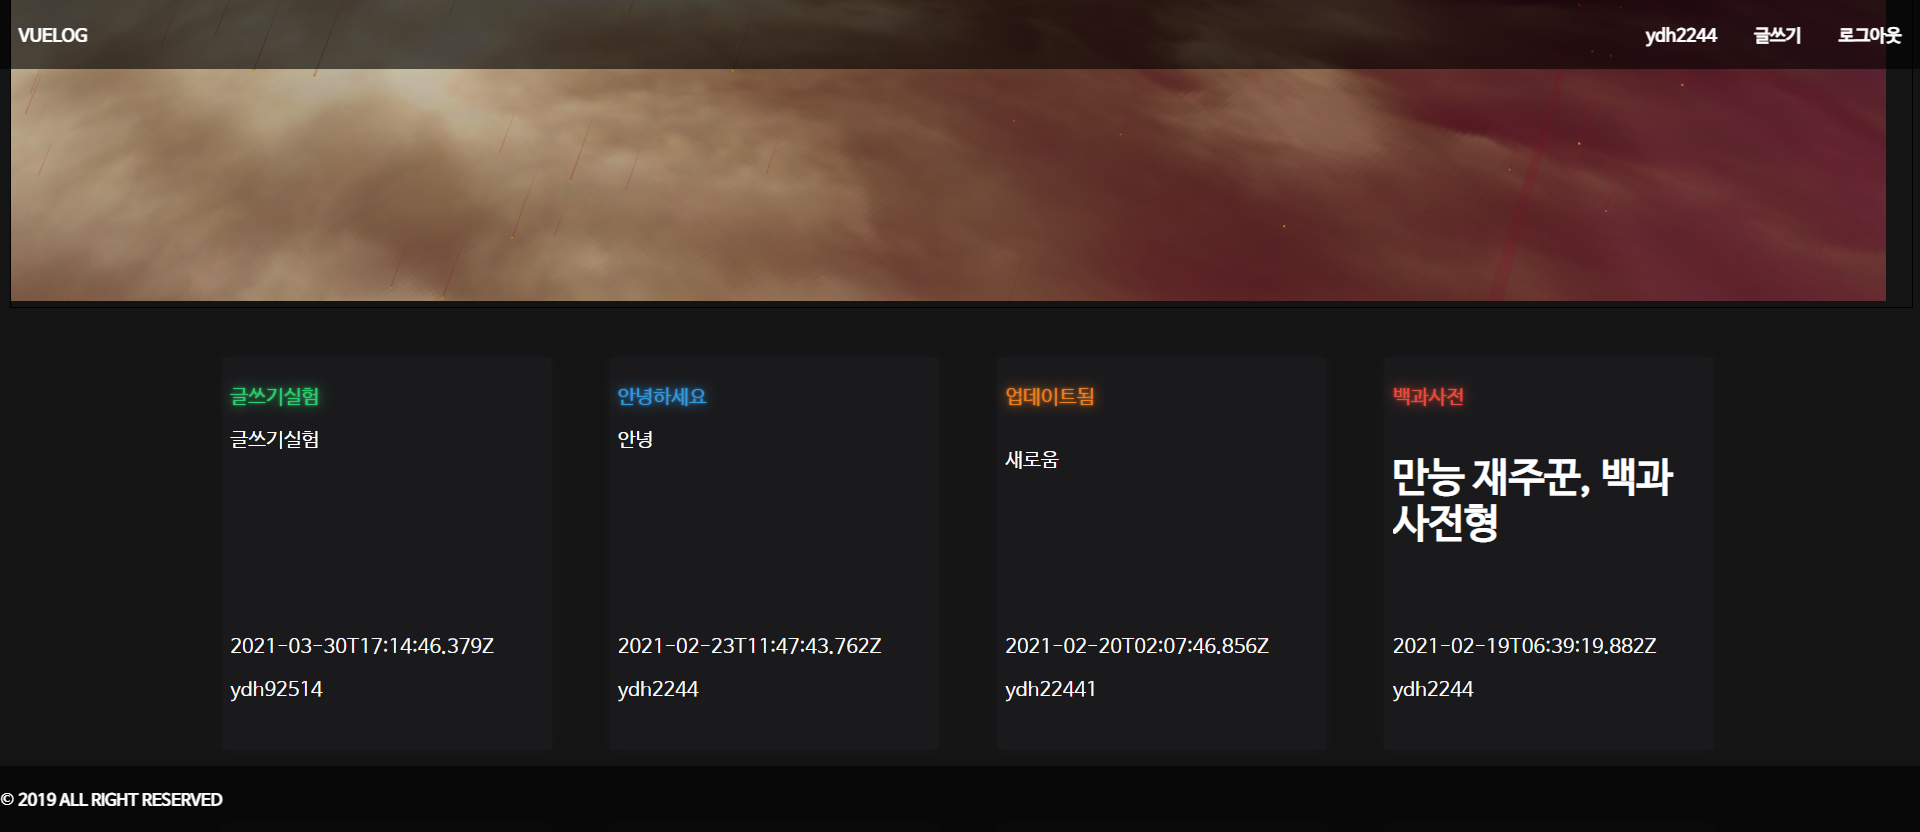 VUELOG
ydh2244 글쓰기 로그아웃
글쓰기실험
글쓰기실험
2021-03-30T17:14:46.379Z
ydh92514
안녕하세요
안녕
2021-02-23T11:47:43.762Z
ydh2244
업데이트됨
새로움
2021-02-20T02:07:46.856Z
ydh22441
백과사전
만능 재주꾼, 백과
사전형
2021-02-19T06:39:19.882Z
ydh2244
© 2019 ALL RIGHT RESERVED